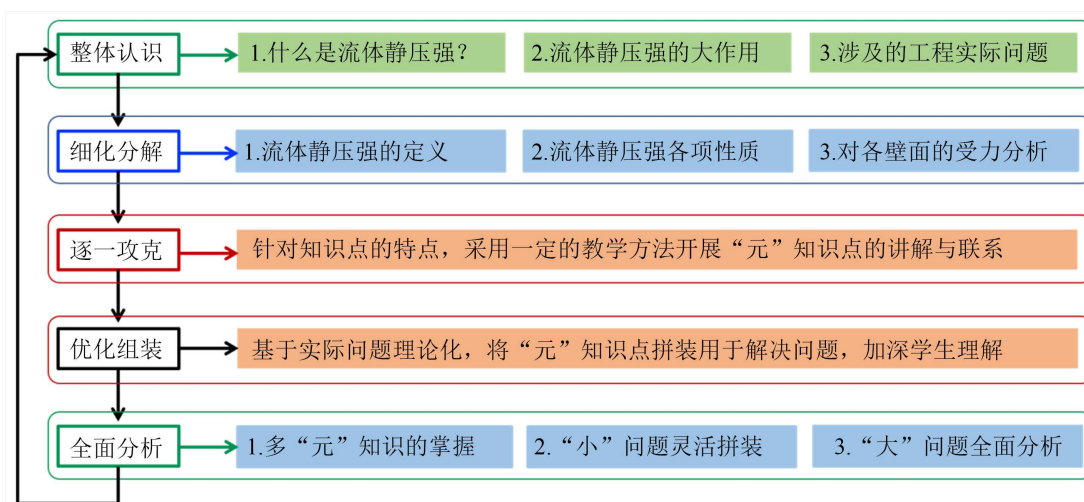 整体认识 1.什么是流体静压强? 2.流体静压强的大作用 3.涉及的工程实际问题
细化分解 1.流体静压强的定义 2.流体静压强各项性质 3.对各壁面的受力分析
逐一攻克 针对知识点的特点，采用一定的教学方法开展“元”知识点的讲解与联系
优化组装 基于实际问题理论化，将“元”知识点拼装用于解决问题，加深学生理解
全面分析 1.多“元”知识的掌握 2.“小”问题灵活拼装 3.“大”问题全面分析